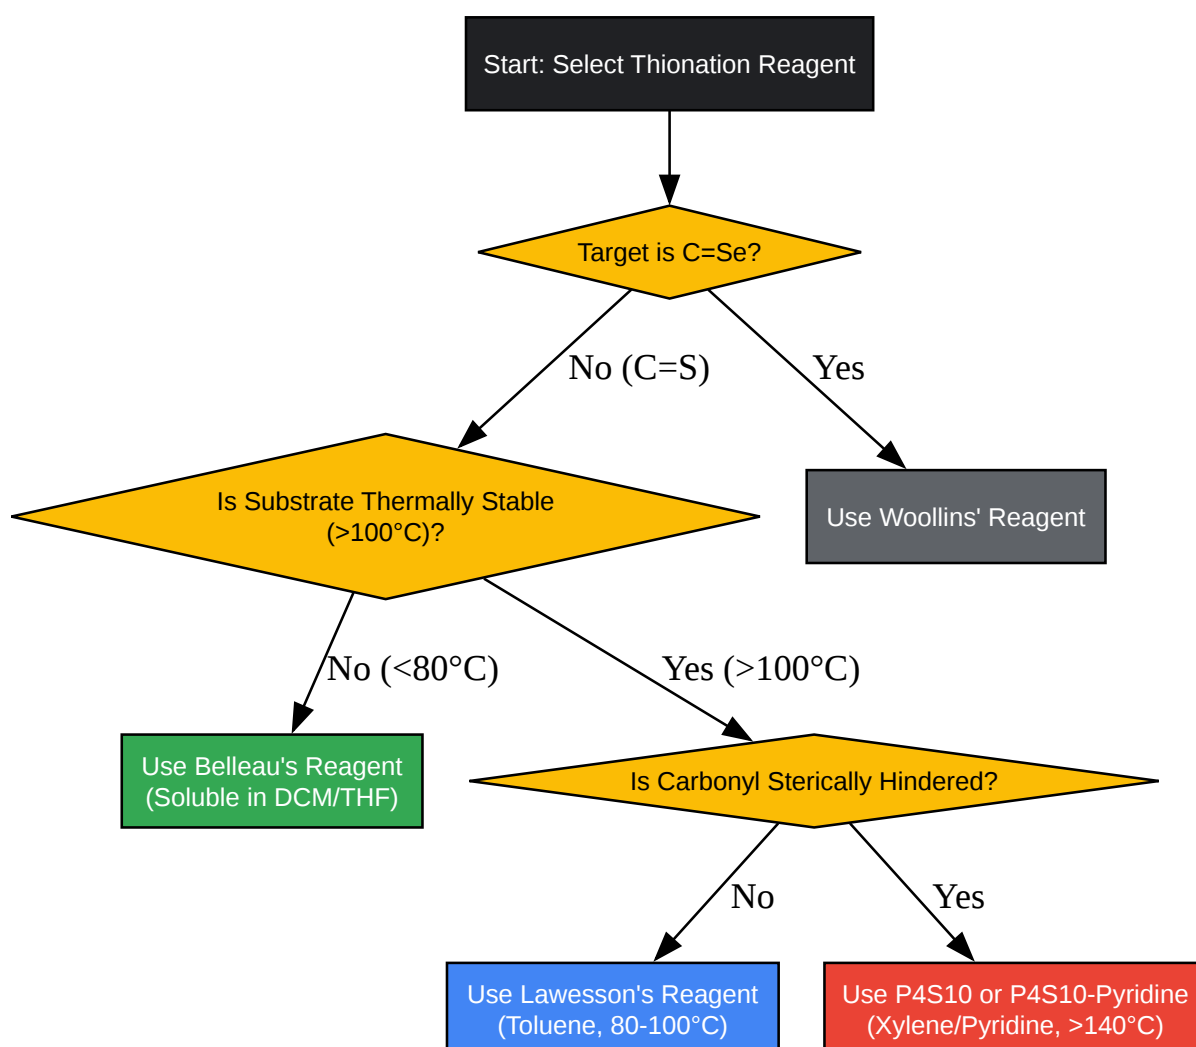 Start: Select Thionation Reagent
Target is C=Se?
No (C=S)
Yes
Is Substrate Thermally Stable
(>100°C)?
Use Woollins' Reagent
No (<80°C)
Yes (>100°C)
Use Belleau's Reagent
(Soluble in DCM/THF)
Is Carbonyl Sterically Hindered?
No
Yes
Use Lawesson's Reagent
(Toluene, 80-100°C)
Use P4S10 or P4S10-Pyridine
(Xylene/Pyridine, >140°C)